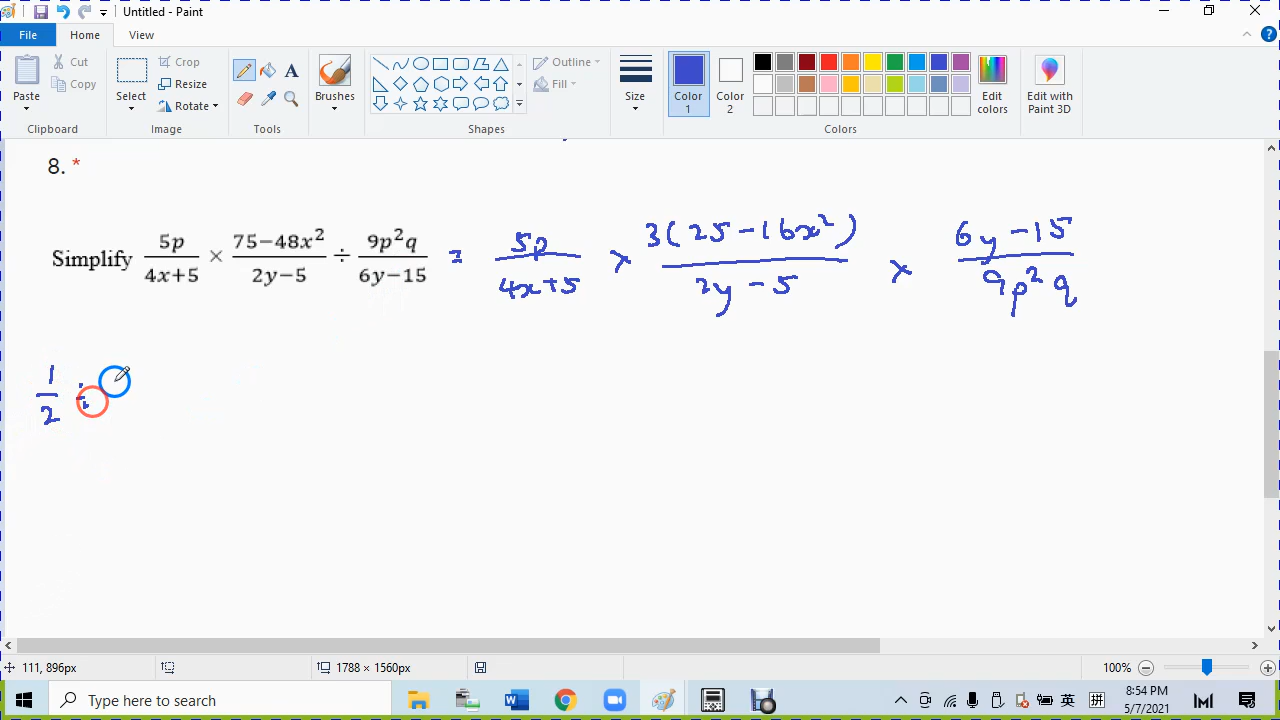 Untitled - Paint
File Home View
Paste Cut Copy Select Crop Resize Rotate A Brushes Outline Fill Size Color 1 Color 2 Edit colors Edit with Paint 3D
Clipboard Image Tools Shapes Colors
8. *
Simplify 5p/4x+5 × 75−48x²/2y−5 ÷ 9p²q/6y−15 = 5p/4x+5 × 3(25-16x²)/2y-5 × 6y-15/9p²q
1/2 ÷
111, 896px 1788 × 1560px 100%
Type here to search 英 拼 8:54 PM
5/7/2021